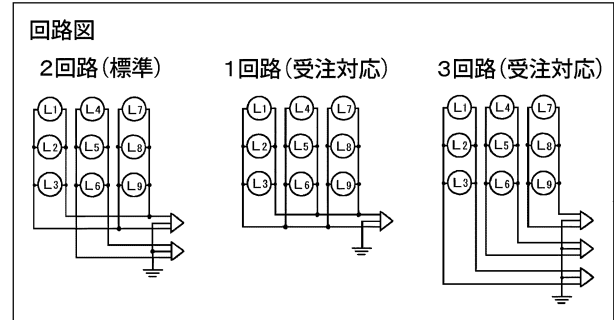 回路図
2回路(標準) 1回路(受注対応) 3回路(受注対応)
L1 L4 L7 L1 L4 L7 L1 L4 L7
L2 L5 L8 L2 L5 L8 L2 L5 L8
L3 L6 L9 L3 L6 L9 L3 L6 L9